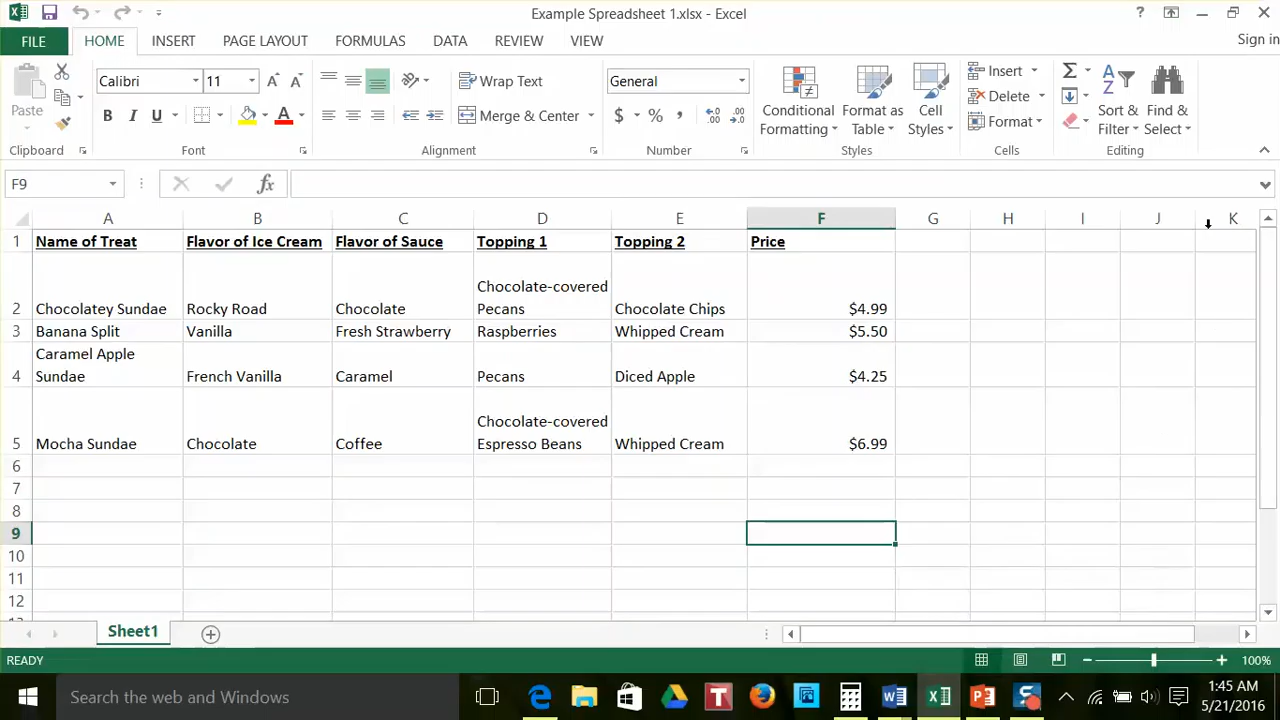 Example Spreadsheet 1.xlsx - Excel
?
FILE HOME INSERT PAGE LAYOUT FORMULAS DATA REVIEW VIEW Sign in
Paste
Clipboard
Calibri 11
B I U A
Font
Wrap Text
Merge & Center
Alignment
General
$ % ,
Number
Conditional Formatting
Format as Table
Cell Styles
Styles
Insert
Delete
Format
Cells
Sort & Filter
Find & Select
Editing
F9 fx
A B C D E F G H I J K
1 Name of Treat Flavor of Ice Cream Flavor of Sauce Topping 1 Topping 2 Price
2 Chocolatey Sundae Rocky Road Chocolate Chocolate-covered Pecans Chocolate Chips $4.99
3 Banana Split Vanilla Fresh Strawberry Raspberries Whipped Cream $5.50
4 Caramel Apple Sundae French Vanilla Caramel Pecans Diced Apple $4.25
5 Mocha Sundae Chocolate Coffee Chocolate-covered Espresso Beans Whipped Cream $6.99
6
7
8
9
10
11
12
Sheet1
READY 100%
Search the web and Windows
1:45 AM
5/21/2016